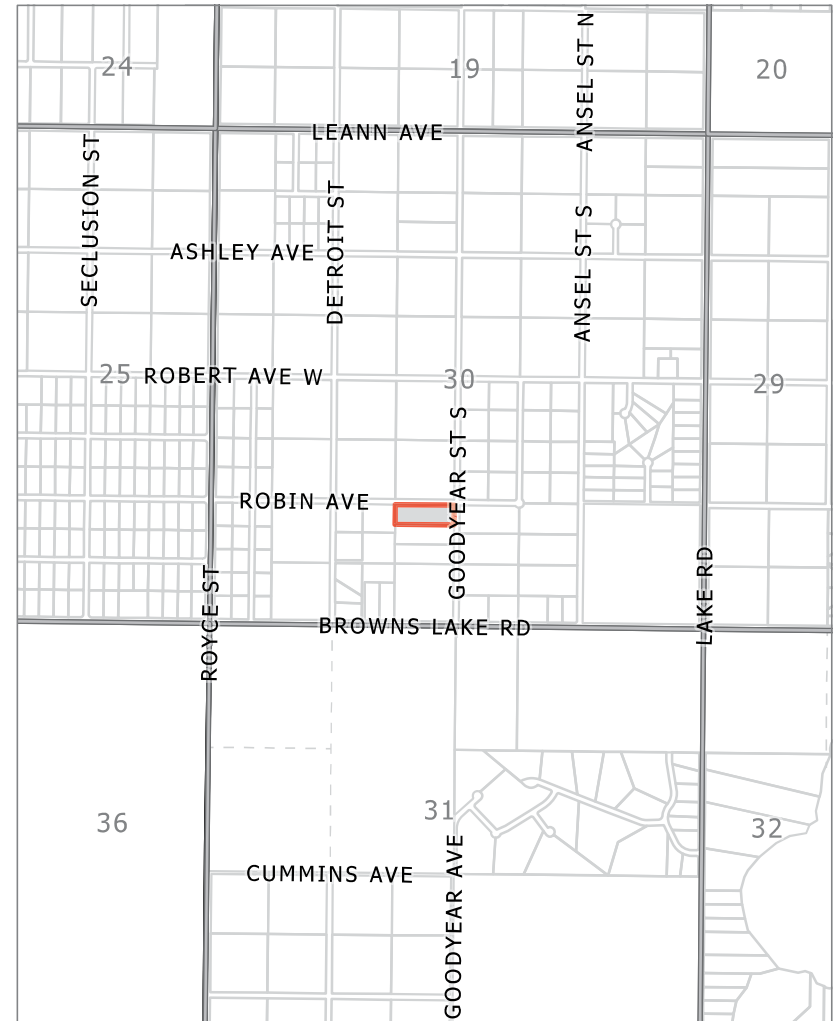 24
19
20
ANSEL ST N
LEANN AVE
SECLUSION ST
DETROIT ST
ANSEL ST S
ASHLEY AVE
25
ROBERT AVE W
30
29
GOODYEAR ST S
ROBIN AVE
ROYCE ST
LAKE RD
BROWNS LAKE RD
31
36
32
CUMMINS AVE
GOODYEAR AVE